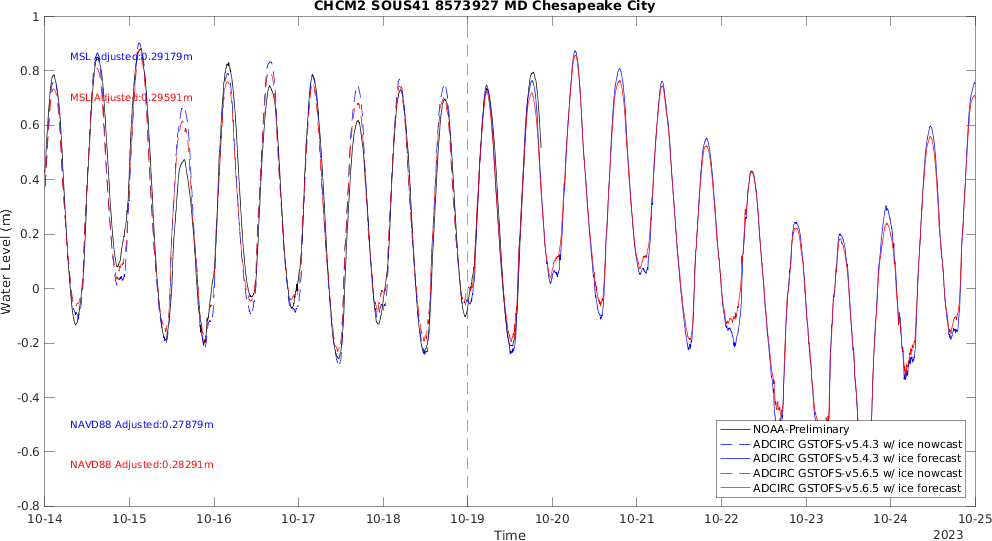 CHCM2 SOUS41 8573927 MD Chesapeake City
Water Level (m)
1
0.8
0.6
0.4
0.2
0
-0.2
-0.4
-0.6
-0.8
MSL Adjusted:0.29179m
MSL Adjusted:0.29591m
NAVD88 Adjusted:0.27879m
NAVD88 Adjusted:0.28291m
NOAA-Preliminary
ADCIRC GSTOFS-v5.4.3 w/ ice nowcast
ADCIRC GSTOFS-v5.4.3 w/ ice forecast
ADCIRC GSTOFS-v5.6.5 w/ ice nowcast
ADCIRC GSTOFS-v5.6.5 w/ ice forecast
10-14 10-15 10-16 10-17 10-18 10-19 10-20 10-21 10-22 10-23 10-24 10-25
Time
2023